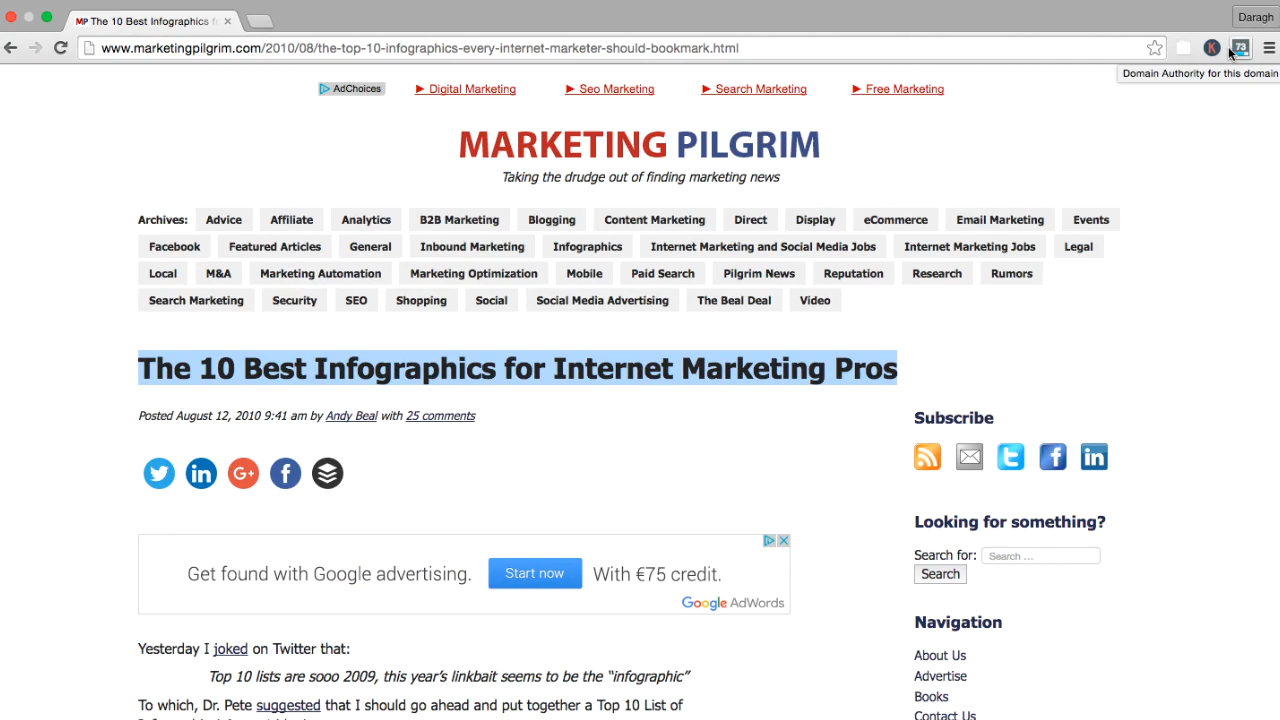 MP The 10 Best Infographics f
Daragh
www.marketingpilgrim.com/2010/08/the-top-10-infographics-every-internet-marketer-should-bookmark.html
K
73
Domain Authority for this domain
AdChoices
► Digital Marketing
► Seo Marketing
► Search Marketing
► Free Marketing
MARKETING PILGRIM
Taking the drudge out of finding marketing news
Archives: Advice Affiliate Analytics B2B Marketing Blogging Content Marketing Direct Display eCommerce Email Marketing Events
Facebook Featured Articles General Inbound Marketing Infographics Internet Marketing and Social Media Jobs Internet Marketing Jobs Legal
Local M&A Marketing Automation Marketing Optimization Mobile Paid Search Pilgrim News Reputation Research Rumors
Search Marketing Security SEO Shopping Social Social Media Advertising The Beal Deal Video
The 10 Best Infographics for Internet Marketing Pros
Posted August 12, 2010 9:41 am by Andy Beal with 25 comments
Get found with Google advertising. Start now With €75 credit.
Google AdWords
Yesterday I joked on Twitter that:
Top 10 lists are sooo 2009, this year's linkbait seems to be the “infographic”
To which, Dr. Pete suggested that I should go ahead and put together a Top 10 List of
Subscribe
Looking for something?
Search for: Search ...
Search
Navigation
About Us
Advertise
Books
Contact Us